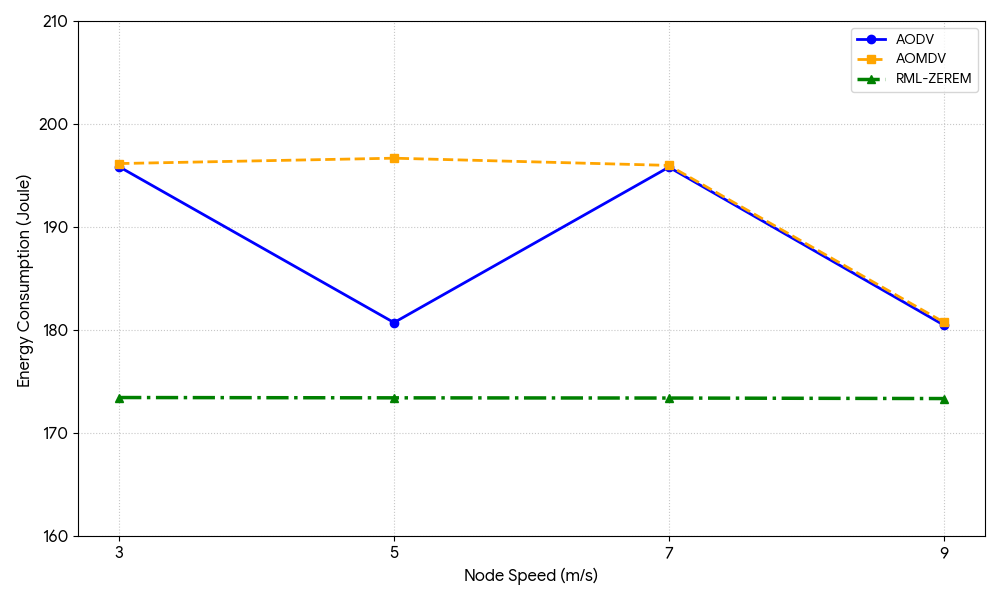 210
200
190
180
170
160
Energy Consumption (Joule)
AODV
AOMDV
RML-ZEREM
3 5 7 9
Node Speed (m/s)